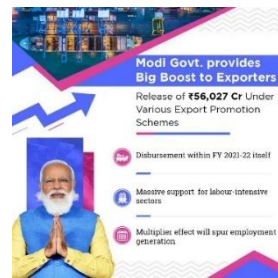 Modi Govt. provides
Big Boost to Exporters
Release of ₹56,027 Cr Under
Various Export Promotion
Schemes
Disbursement within FY 2021-22 itself
Massive support for labour-intensive
sectors
Multiplier effect will spur employment
generation